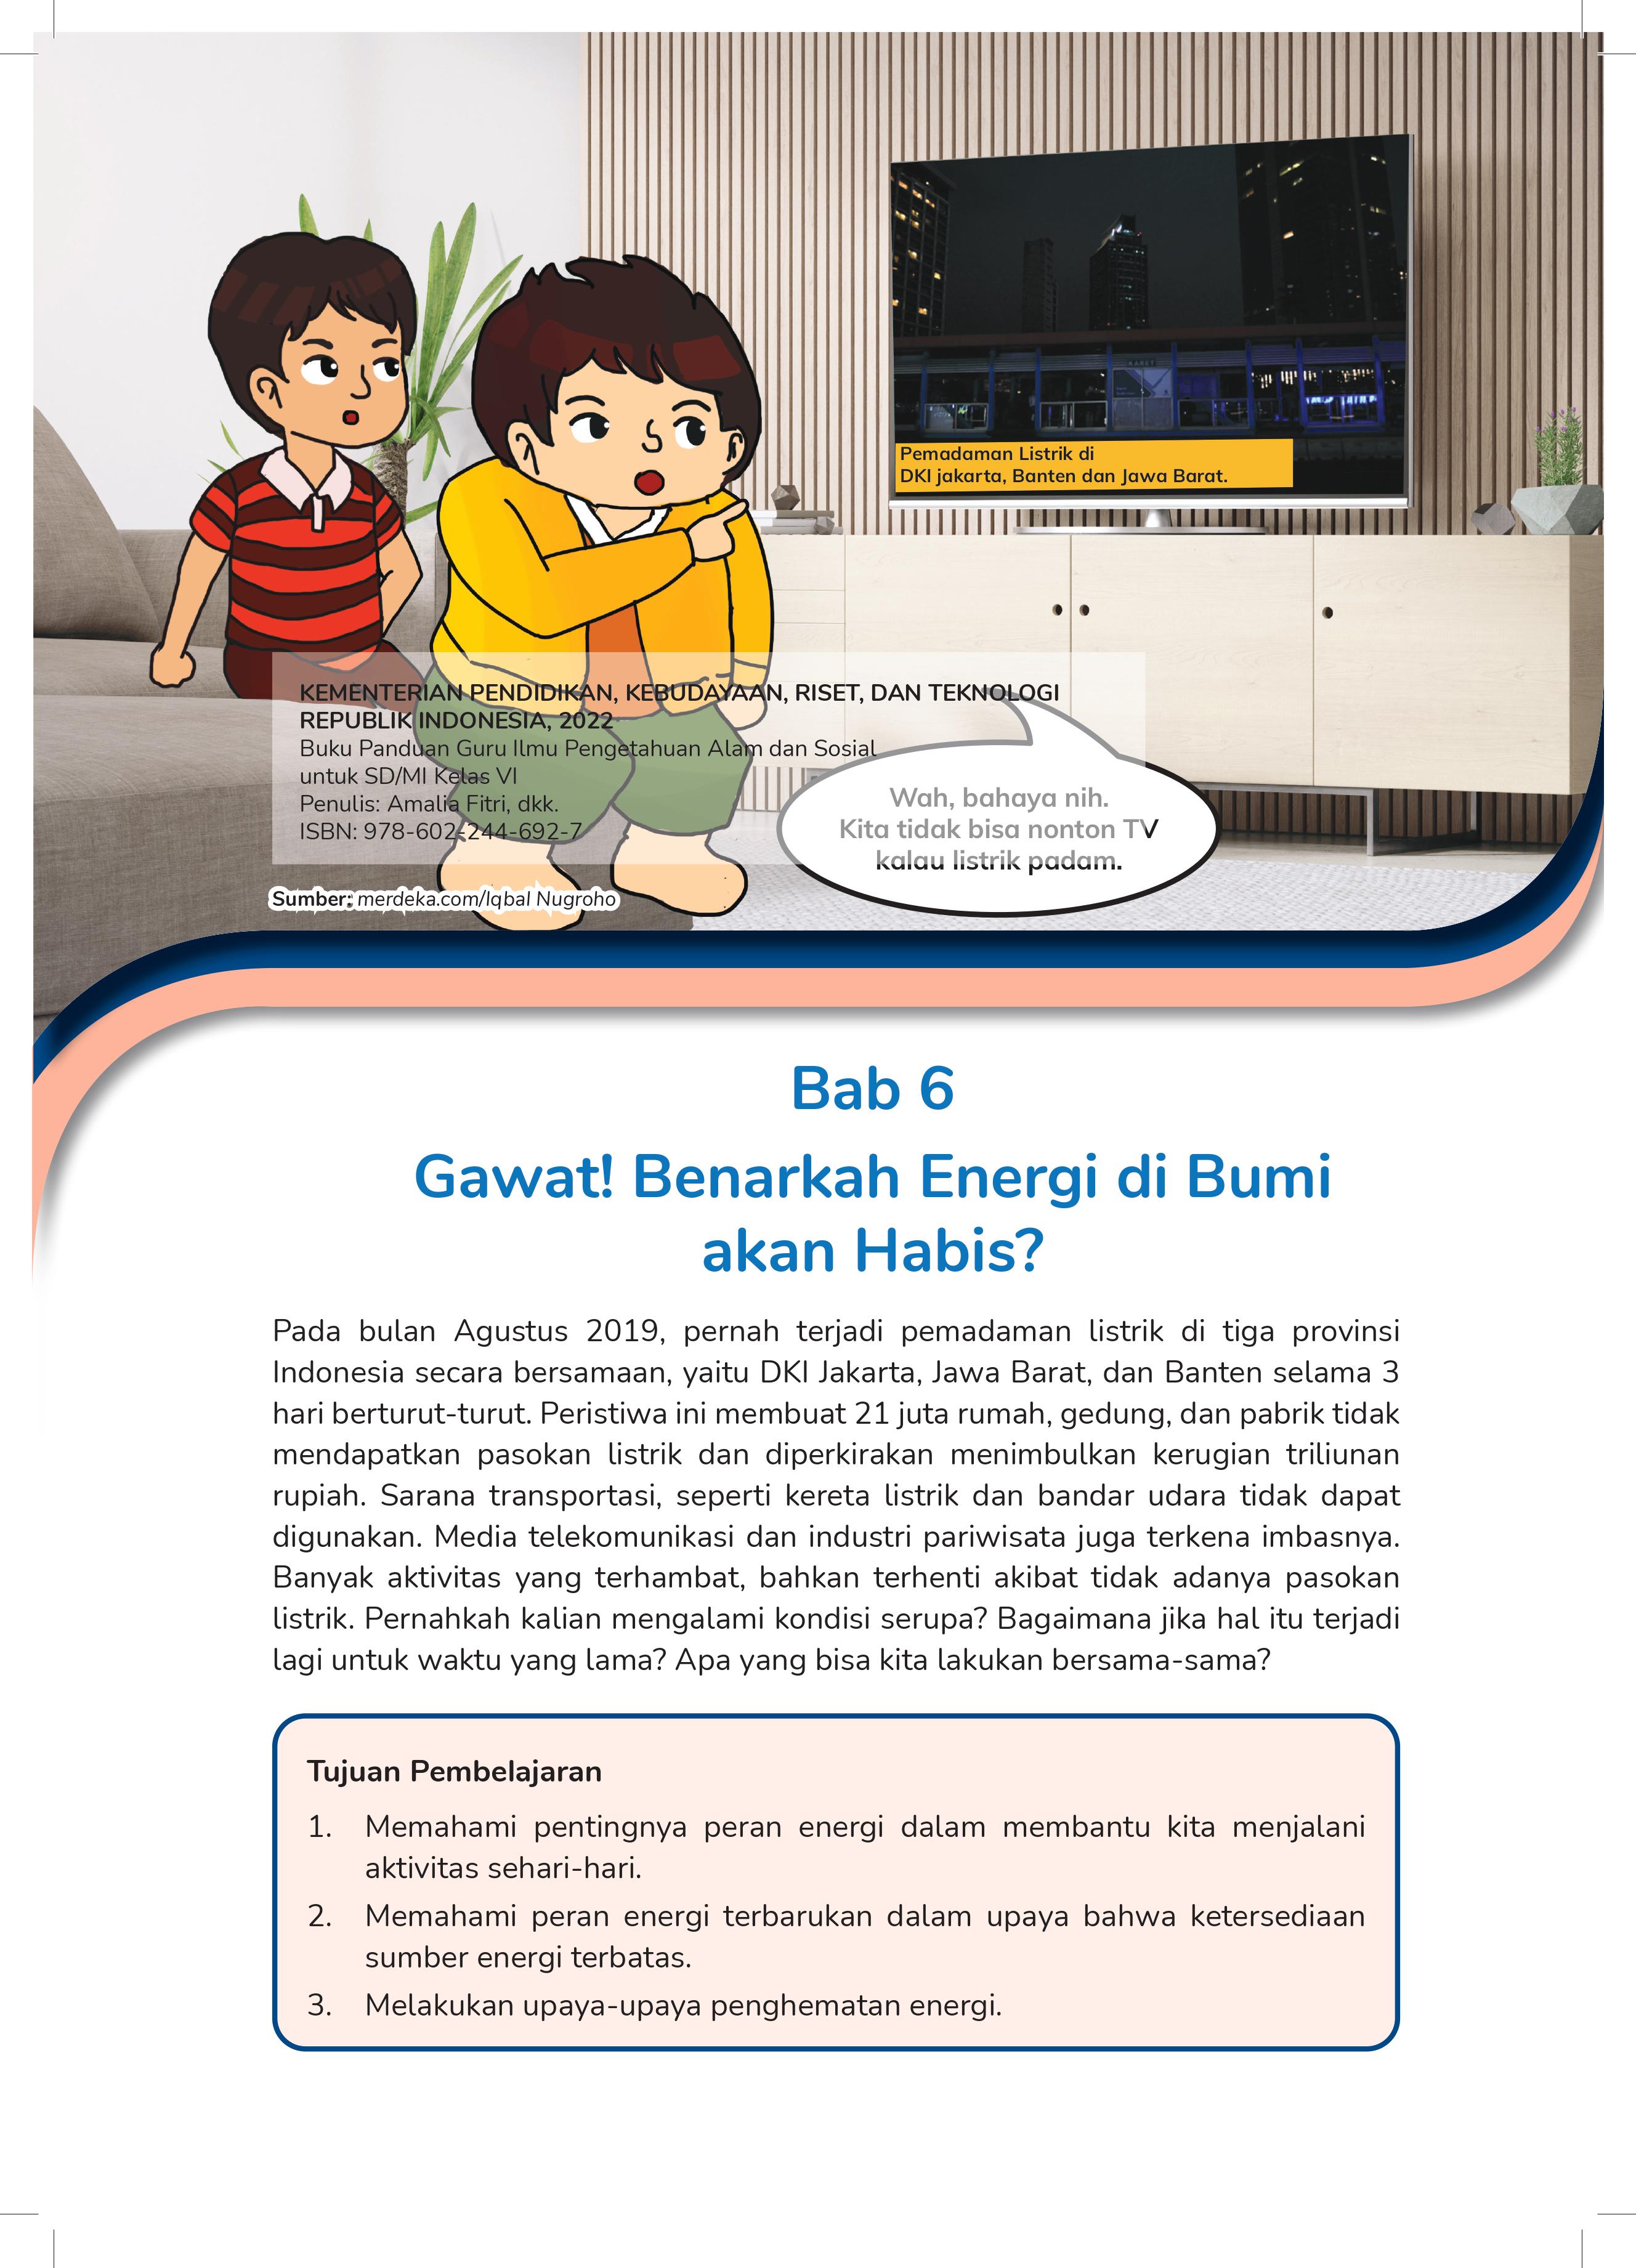 Pemadaman Listrik di
DKI jakarta, Banten dan Jawa Barat.
KEMENTERIAN PENDIDIKAN, KEBUDAYAAN, RISET, DAN TEKNOLOGI
REPUBLIK INDONESIA, 2022
Buku Panduan Guru Ilmu Pengetahuan Alam dan Sosial
untuk SD/MI Kelas VI
Penulis: Amalia Fitri, dkk.
ISBN: 978-602-244-692-7
Wah, bahaya nih.
Kita tidak bisa nonton TV
kalau listrik padam.
Sumber: merdeka.com/Iqbal Nugroho
Bab 6
Gawat! Benarkah Energi di Bumi
akan Habis?
Pada bulan Agustus 2019, pernah terjadi pemadaman listrik di tiga provinsi
Indonesia secara bersamaan, yaitu DKI Jakarta, Jawa Barat, dan Banten selama 3
hari berturut-turut. Peristiwa ini membuat 21 juta rumah, gedung, dan pabrik tidak
mendapatkan pasokan listrik dan diperkirakan menimbulkan kerugian triliunan
rupiah. Sarana transportasi, seperti kereta listrik dan bandar udara tidak dapat
digunakan. Media telekomunikasi dan industri pariwisata juga terkena imbasnya.
Banyak aktivitas yang terhambat, bahkan terhenti akibat tidak adanya pasokan
listrik. Pernahkah kalian mengalami kondisi serupa? Bagaimana jika hal itu terjadi
lagi untuk waktu yang lama? Apa yang bisa kita lakukan bersama-sama?
Tujuan Pembelajaran
1. Memahami pentingnya peran energi dalam membantu kita menjalani
aktivitas sehari-hari.
2. Memahami peran energi terbarukan dalam upaya bahwa ketersediaan
sumber energi terbatas.
3. Melakukan upaya-upaya penghematan energi.